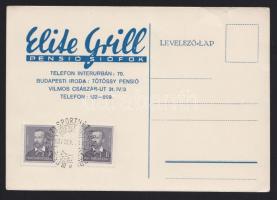 Elite Grill
PENSIO SIÓFOK
TELEFON INTERURBÁN: 70.
BUDAPESTI IRODA: TÖTÖSSY PENSIÓ
VILMOS CSÁSZÁR-UT 31. IV/3
TELEFON: 122-809.
LEVELEZŐ-LAP